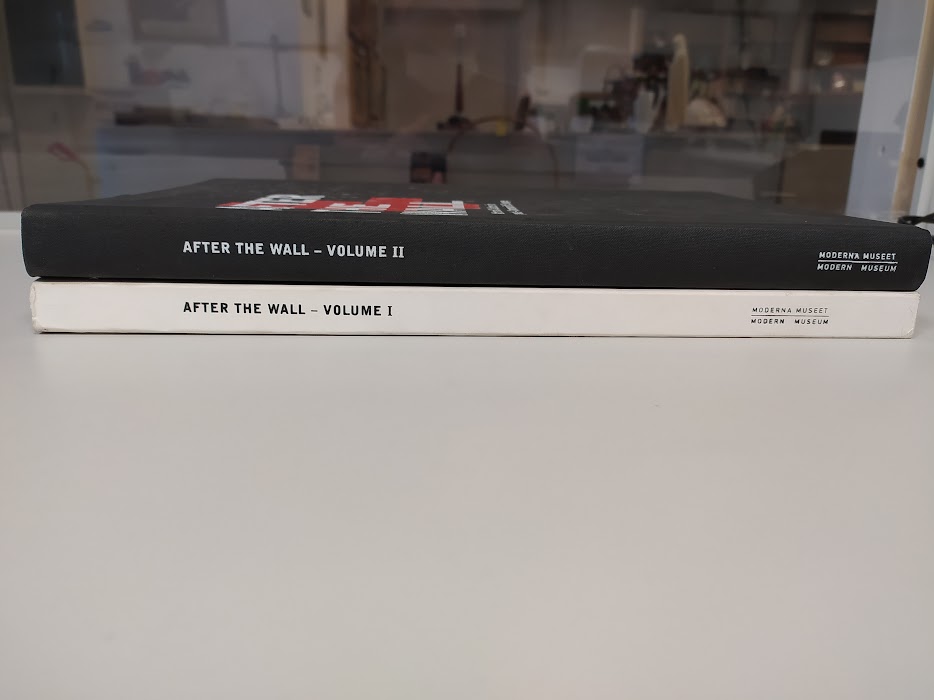 AFTER THE WALL – VOLUME II
MODERNA MUSEET
MODERN MUSEUM
AFTER THE WALL – VOLUME I
MODERNA MUSEET
MODERN MUSEUM